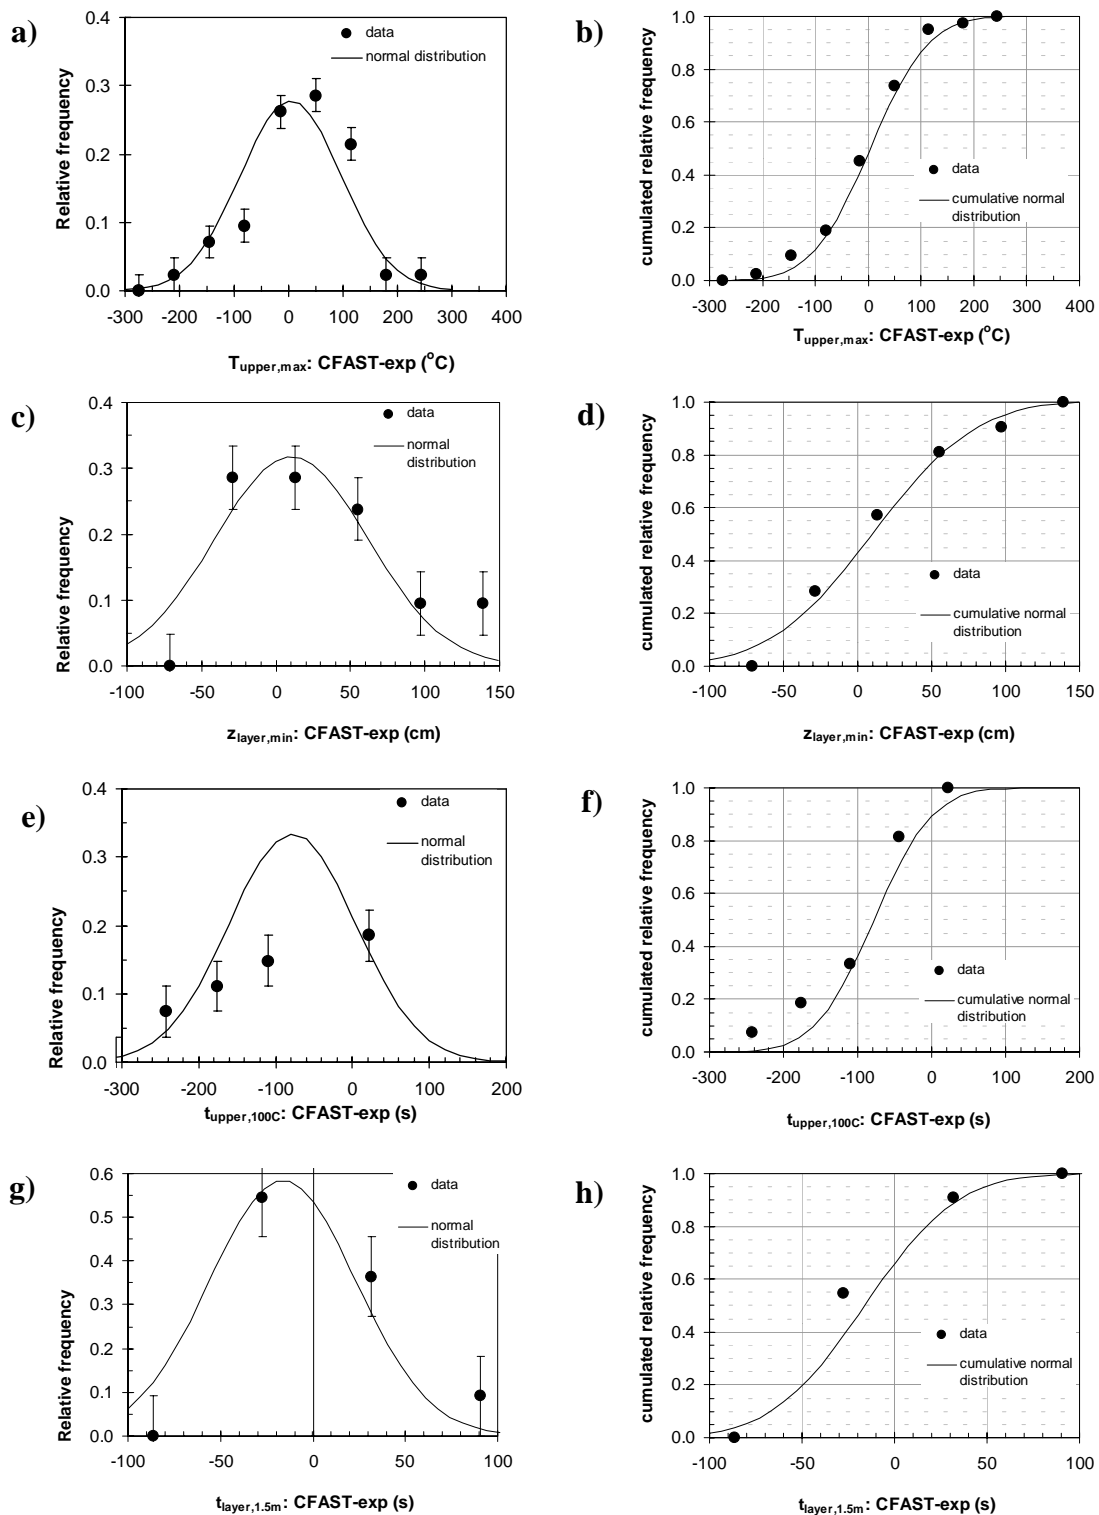 a)
0.4
0.3
0.2
0.1
0.0
-300 -200 -100 0 100 200 300 400
Relative frequency
data
normal distribution
T upper,max: CFAST-exp (°C)
b)
1.0
0.8
0.6
0.4
0.2
0.0
-300 -200 -100 0 100 200 300 400
cumulated relative frequency
data
cumulative normal
distribution
T upper,max: CFAST-exp (°C)
c)
0.4
0.3
0.2
0.1
0.0
-100 -50 0 50 100 150
Relative frequency
data
normal
distribution
z layer,min: CFAST-exp (cm)
d)
1.0
0.8
0.6
0.4
0.2
0.0
-100 -50 0 50 100 150
cumulated relative frequency
data
cumulative normal
distribution
z layer,min: CFAST-exp (cm)
e)
0.4
0.3
0.2
0.1
0.0
-300 -200 -100 0 100 200
Relative frequency
data
normal
distribution
t upper,100C: CFAST-exp (s)
f)
1.0
0.8
0.6
0.4
0.2
0.0
-300 -200 -100 0 100 200
cumulated relative frequency
data
cumulative normal
distribution
t upper,100C: CFAST-exp (s)
g)
0.6
0.5
0.4
0.3
0.2
0.1
0.0
-100 -50 0 50 100
Relative frequency
data
normal
distribution
t layer,1.5m: CFAST-exp (s)
h)
1.0
0.8
0.6
0.4
0.2
0.0
-100 -50 0 50 100
cumulated relative frequency
data
cumulative normal
distribution
t layer,1.5m: CFAST-exp (s)